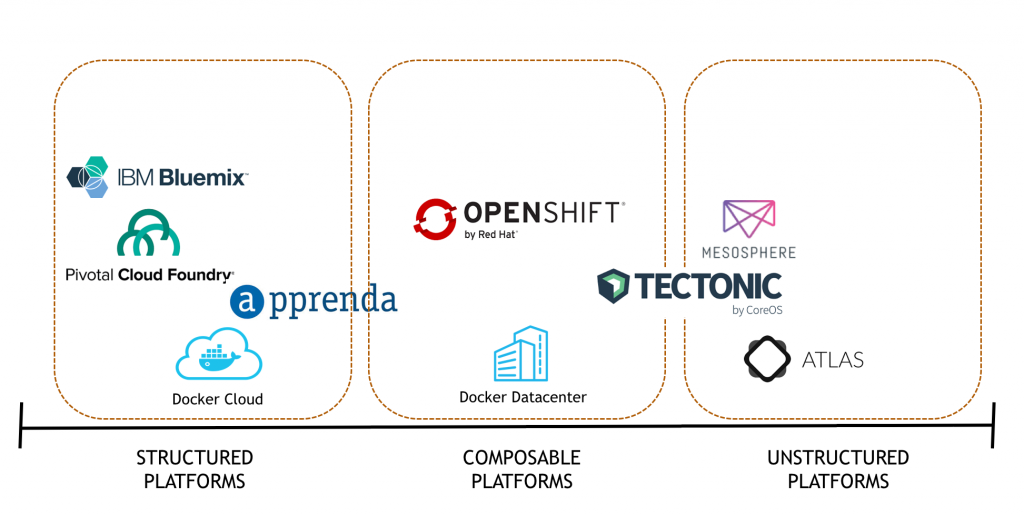 IBM Bluemix™
Pivotal Cloud Foundry®
apprenda
Docker Cloud
OPENSHIFT®
by Red Hat®
Docker Datacenter
MESOSPHERE
TECTONIC
by CoreOS
ATLAS
STRUCTURED
PLATFORMS
COMPOSABLE
PLATFORMS
UNSTRUCTURED
PLATFORMS